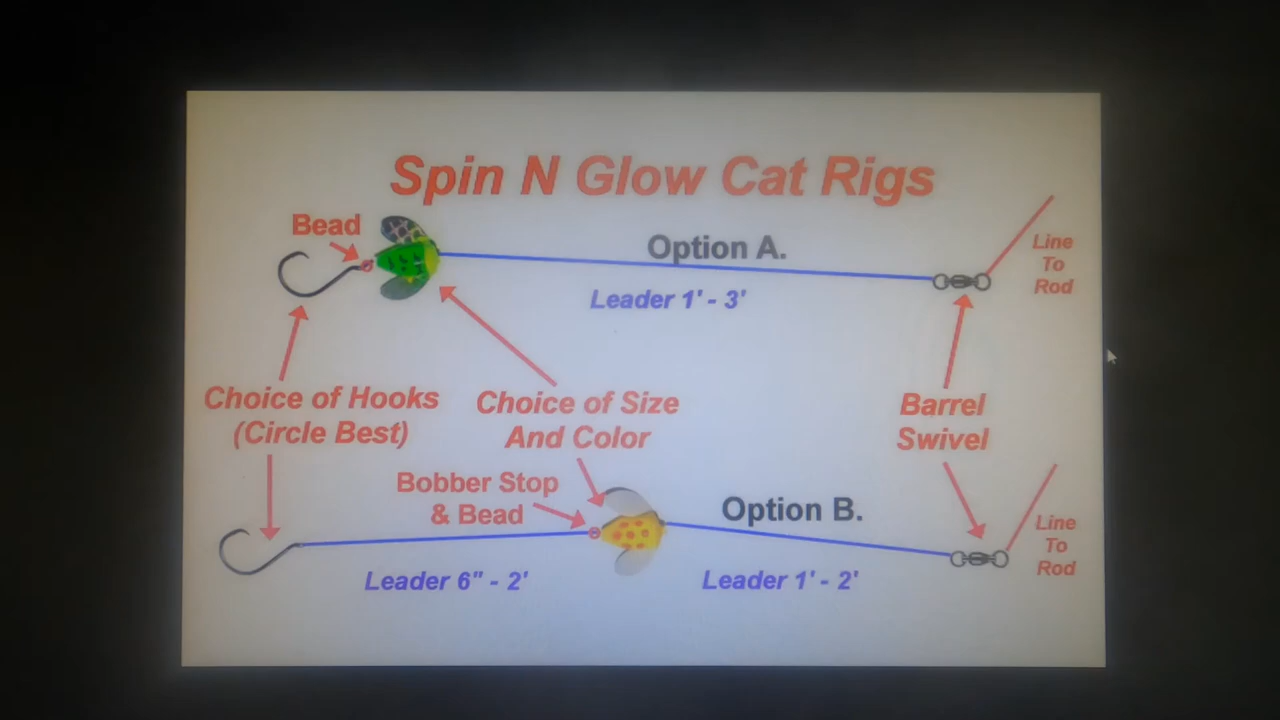 Spin N Glow Cat Rigs
Bead
Option A.
Line
To
Rod
Leader 1' - 3'
Choice of Hooks
(Circle Best)
Choice of Size
And Color
Barrel
Swivel
Bobber Stop
& Bead
Option B.
Line
To
Rod
Leader 6" - 2'
Leader 1' - 2'